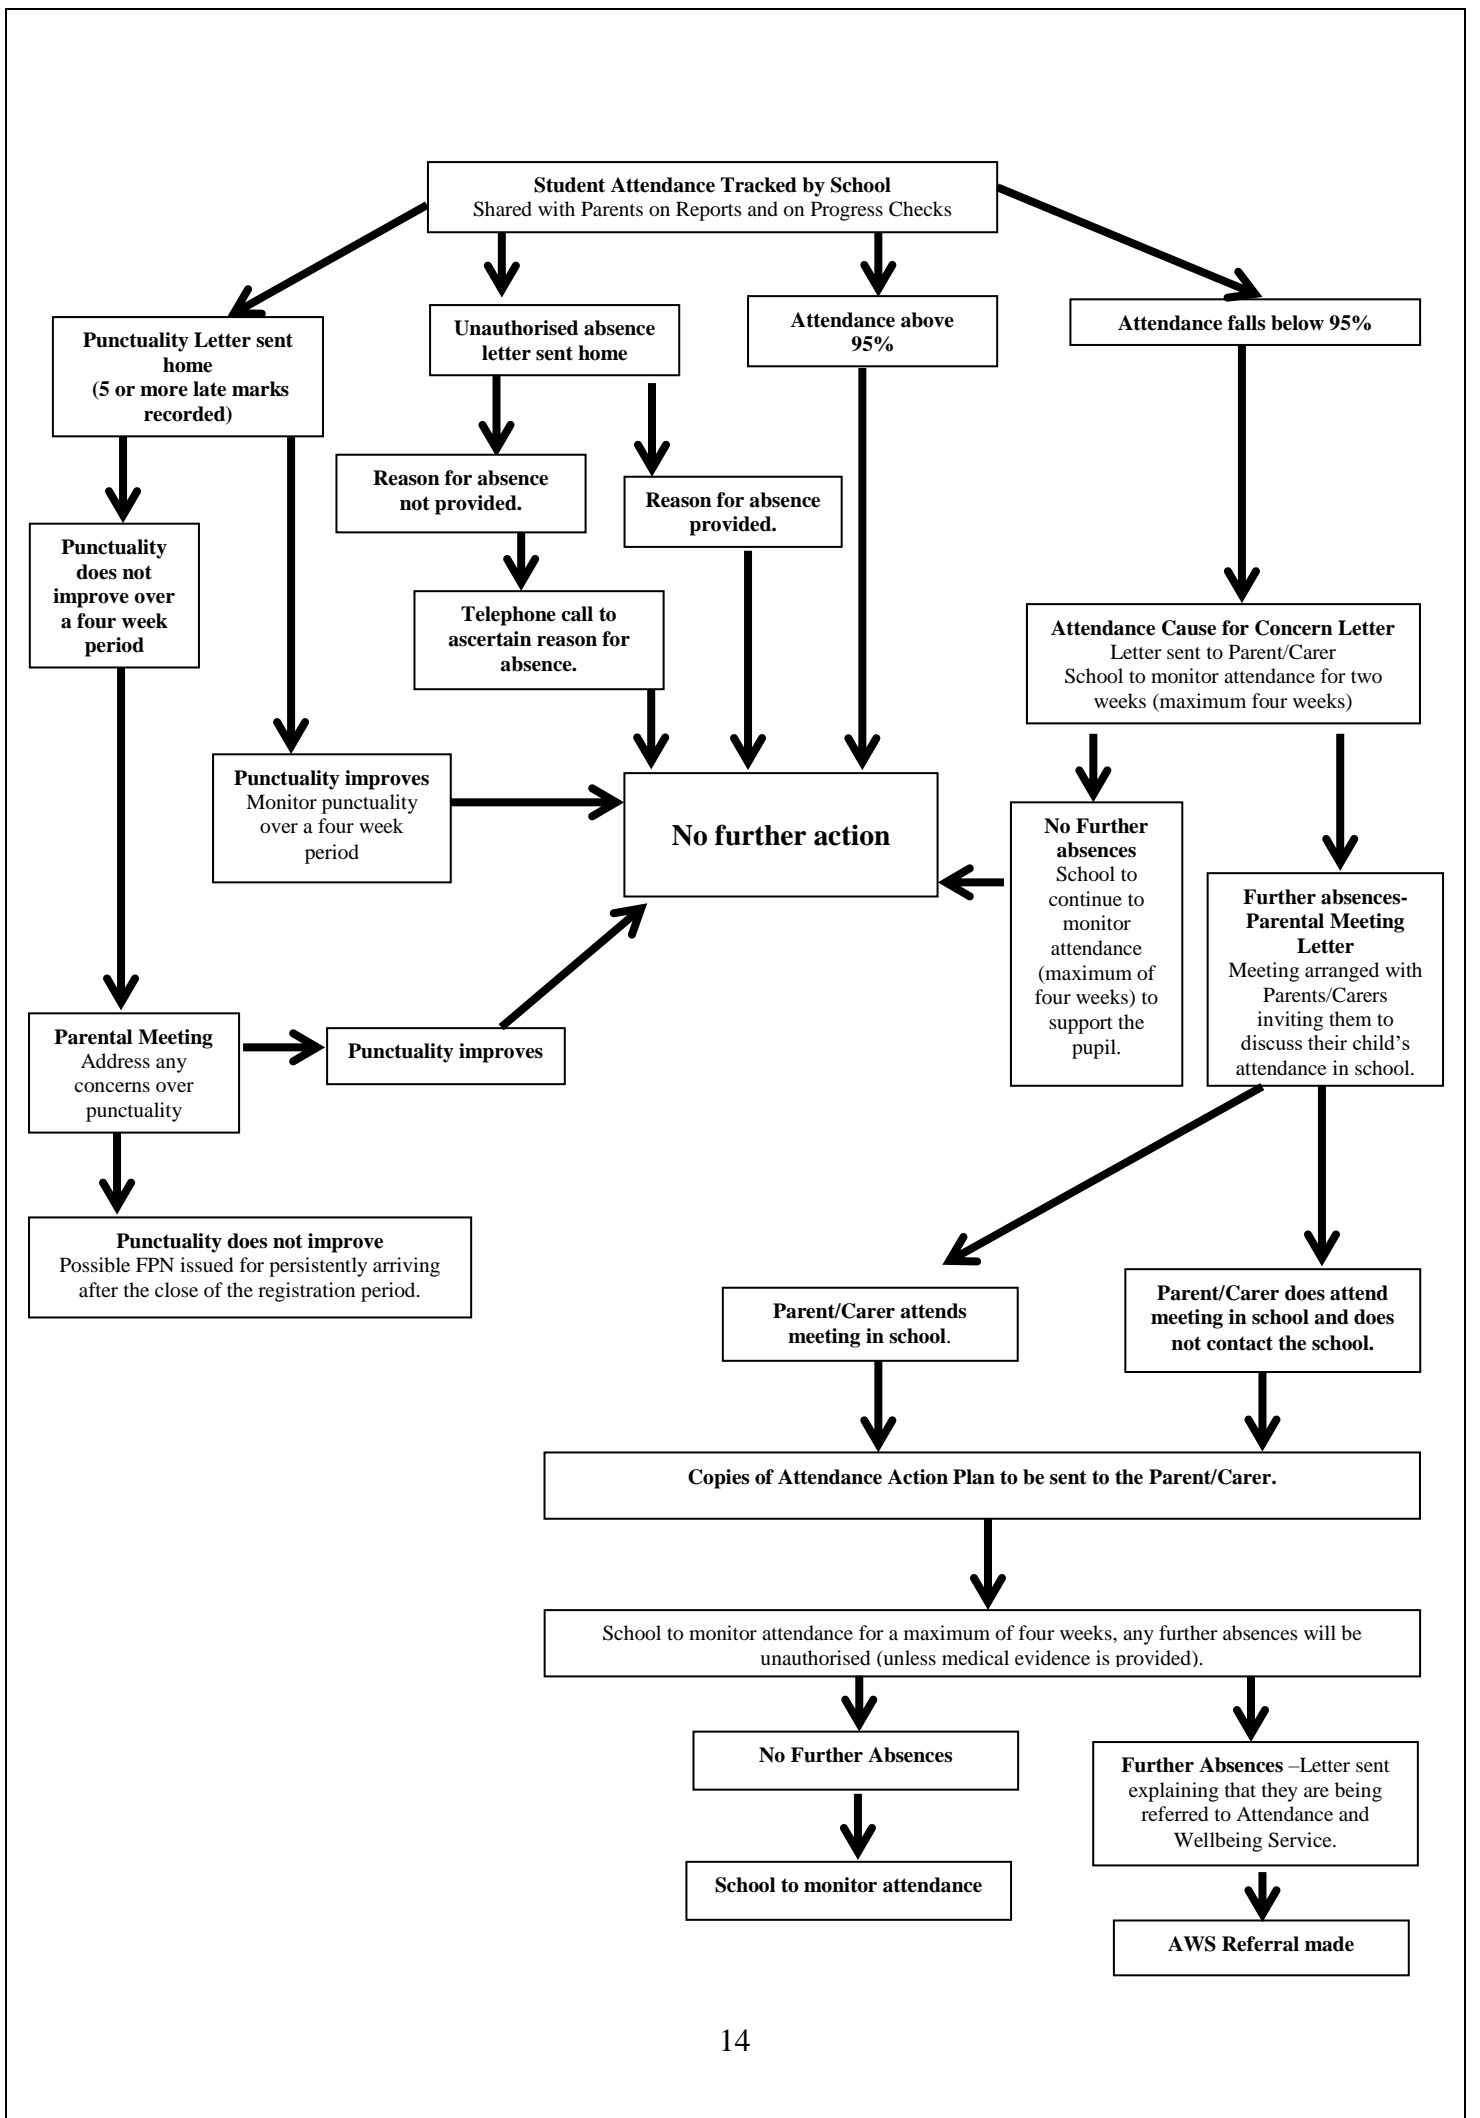 Student Attendance Tracked by School
Shared with Parents on Reports and on Progress Checks
Punctuality Letter sent
home
(5 or more late marks
recorded)
Unauthorised absence
letter sent home
Attendance above
95%
Attendance falls below 95%
Reason for absence
not provided.
Reason for absence
provided.
Punctuality
does not
improve over
a four week
period
Telephone call to
ascertain reason for
absence.
Attendance Cause for Concern Letter
Letter sent to Parent/Carer
School to monitor attendance for two
weeks (maximum four weeks)
Punctuality improves
Monitor punctuality
over a four week
period
No further action
No Further
absences
School to
continue to
monitor
attendance
(maximum of
four weeks) to
support the
pupil.
Further absences-
Parental Meeting
Letter
Meeting arranged with
Parents/Carers
inviting them to
discuss their child’s
attendance in school.
Parental Meeting
Address any
concerns over
punctuality
Punctuality improves
Punctuality does not improve
Possible FPN issued for persistently arriving
after the close of the registration period.
Parent/Carer attends
meeting in school.
Parent/Carer does attend
meeting in school and does
not contact the school.
Copies of Attendance Action Plan to be sent to the Parent/Carer.
School to monitor attendance for a maximum of four weeks, any further absences will be
unauthorised (unless medical evidence is provided).
No Further Absences
Further Absences –Letter sent
explaining that they are being
referred to Attendance and
Wellbeing Service.
School to monitor attendance
AWS Referral made
14